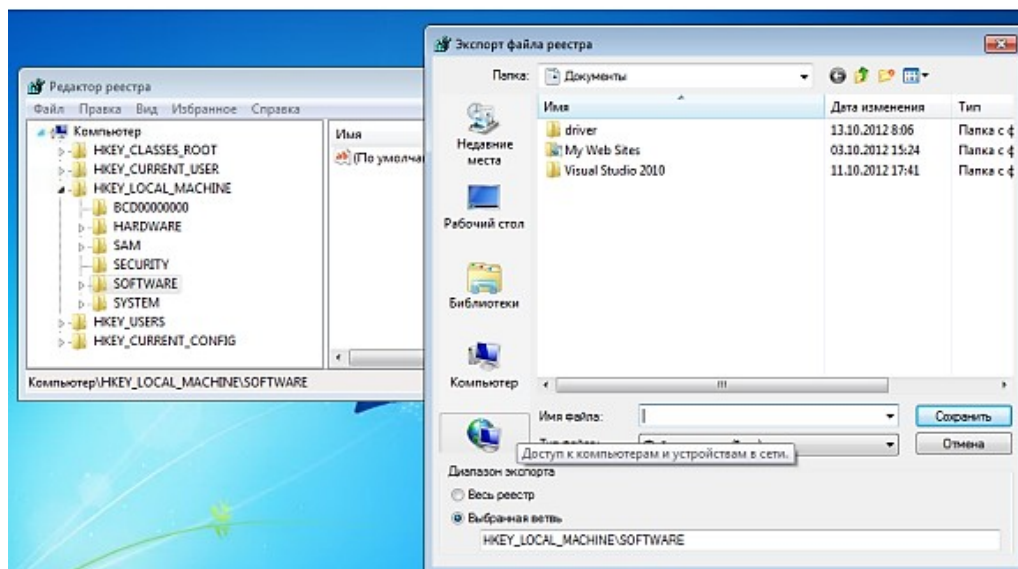 Редактор реестра
Файл Правка Вид Избранное Справка
Компьютер
HKEY_CLASSES_ROOT
HKEY_CURRENT_USER
HKEY_LOCAL_MACHINE
BCD00000000
HARDWARE
SAM
SECURITY
SOFTWARE
SYSTEM
HKEY_USERS
HKEY_CURRENT_CONFIG
Имя
(По умолча
Компьютер\HKEY_LOCAL_MACHINE\SOFTWARE
Экспорт файла реестра
Папка: Документы
Недавние места
Рабочий стол
Библиотеки
Компьютер
Имя Дата изменения Тип
driver 13.10.2012 8:06 Папка с ф
My Web Sites 03.10.2012 15:24 Папка с ф
Visual Studio 2010 11.10.2012 17:41 Папка с ф
Имя файла: Сохранить
Отмена
Доступ к компьютерам и устройствам в сети.
Диапазон экспорта
Весь реестр
Выбранная ветвь
HKEY_LOCAL_MACHINE\SOFTWARE